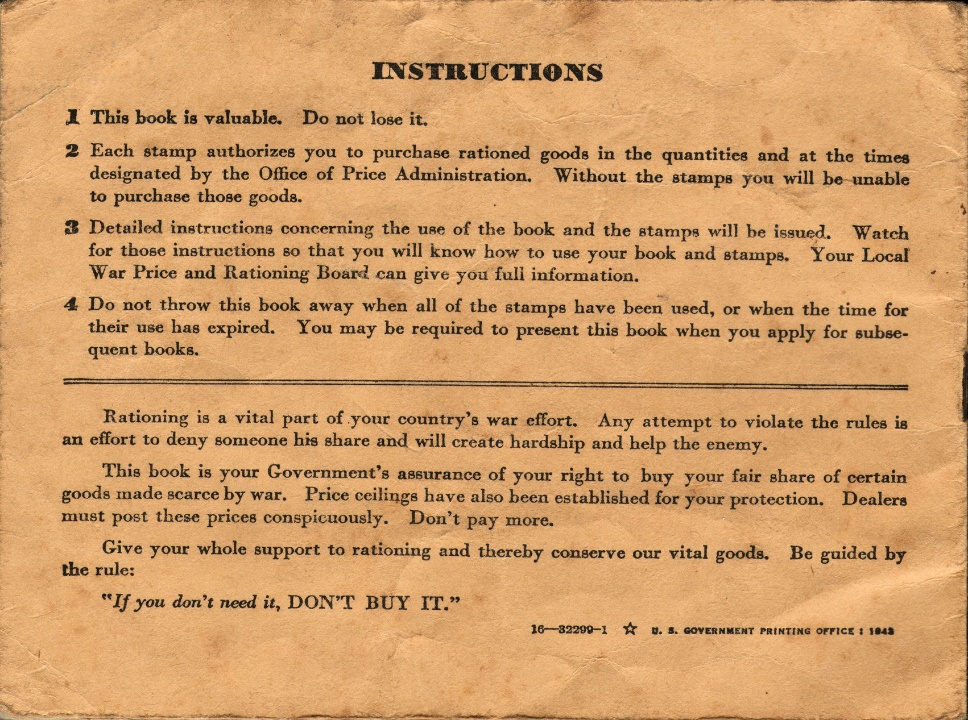 INSTRUCTIONS
1 This book is valuable. Do not lose it.
2 Each stamp authorizes you to purchase rationed goods in the quantities and at the times
designated by the Office of Price Administration. Without the stamps you will be unable
to purchase those goods.
3 Detailed instructions concerning the use of the book and the stamps will be issued. Watch
for those instructions so that you will know how to use your book and stamps. Your Local
War Price and Rationing Board can give you full information.
4 Do not throw this book away when all of the stamps have been used, or when the time for
their use has expired. You may be required to present this book when you apply for subse-
quent books.
Rationing is a vital part of your country's war effort. Any attempt to violate the rules is
an effort to deny someone his share and will create hardship and help the enemy.
This book is your Government's assurance of your right to buy your fair share of certain
goods made scarce by war. Price ceilings have also been established for your protection. Dealers
must post these prices conspicuously. Don't pay more.
Give your whole support to rationing and thereby conserve our vital goods. Be guided by
the rule:
"If you don't need it, DON'T BUY IT."
16—32299-1 ☆ U. S. GOVERNMENT PRINTING OFFICE : 1943